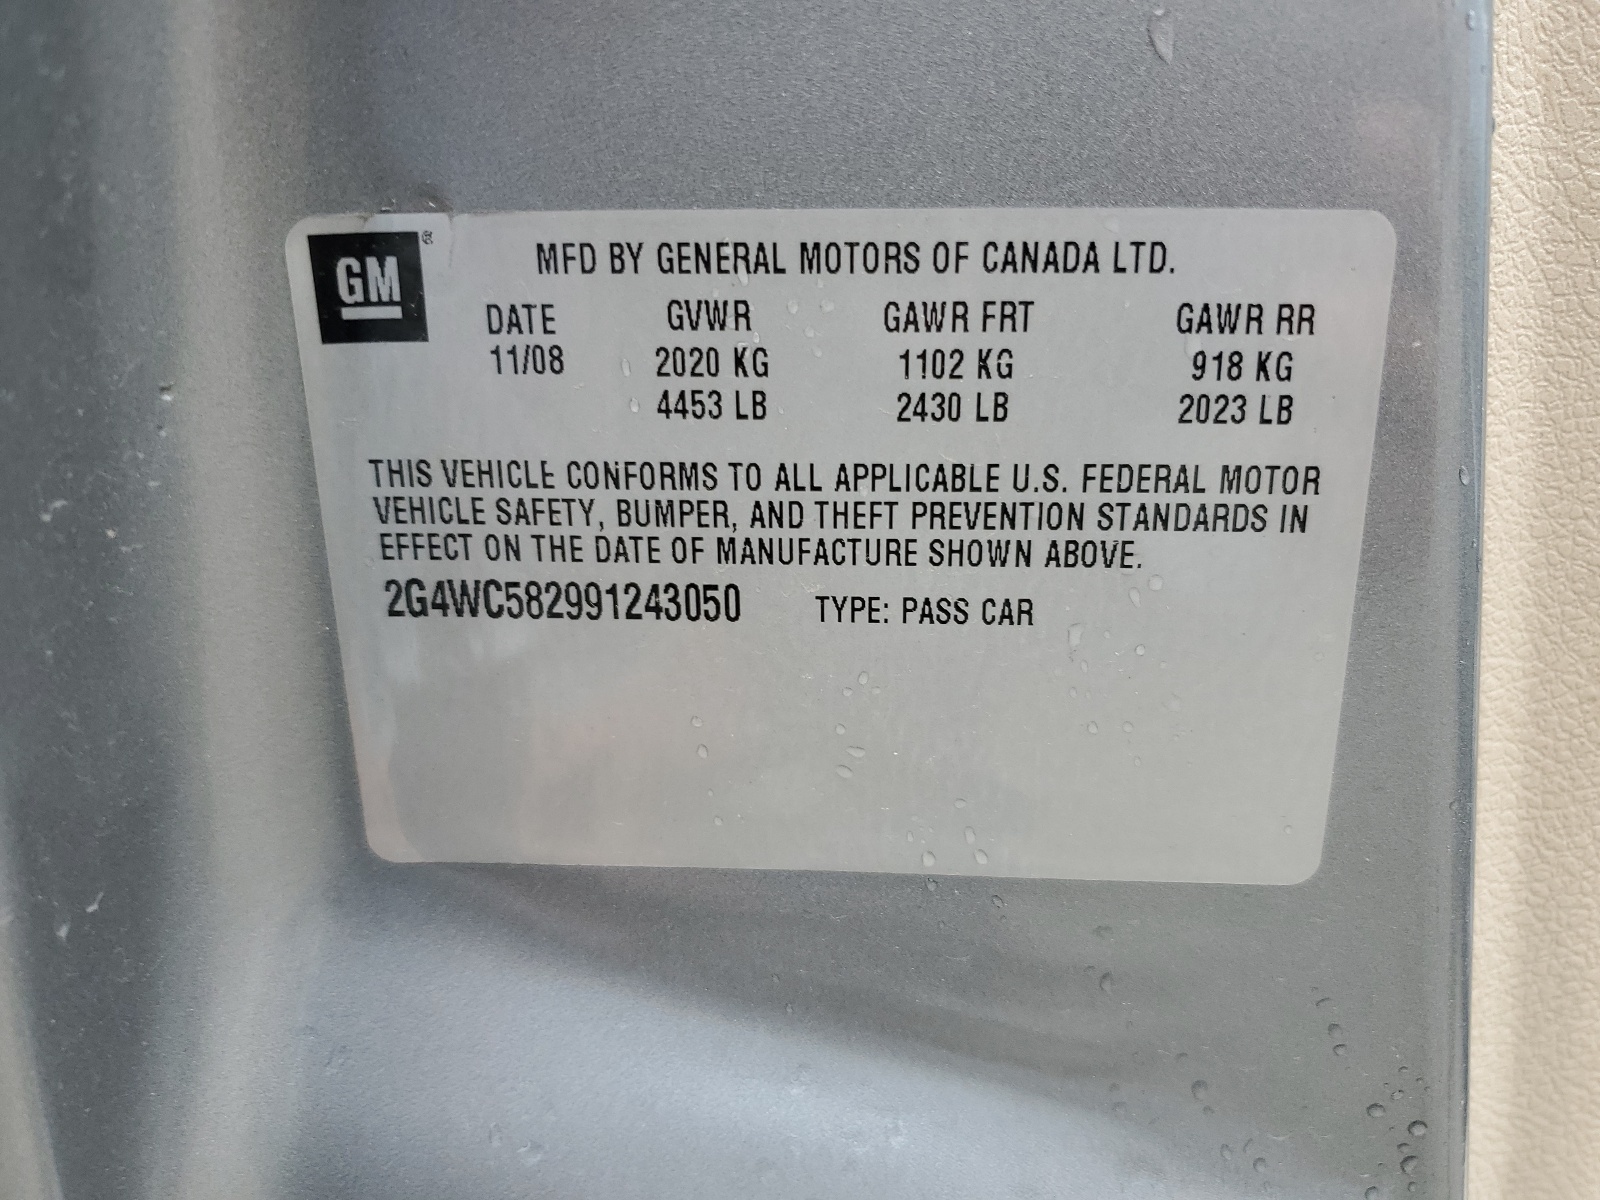 GM ®
MFD BY GENERAL MOTORS OF CANADA LTD.
DATE GVWR GAWR FRT GAWR RR
11/08 2020 KG 1102 KG 918 KG
4453 LB 2430 LB 2023 LB
THIS VEHICLE CONFORMS TO ALL APPLICABLE U.S. FEDERAL MOTOR
VEHICLE SAFETY, BUMPER, AND THEFT PREVENTION STANDARDS IN
EFFECT ON THE DATE OF MANUFACTURE SHOWN ABOVE.
2G4WC582991243050 TYPE: PASS CAR